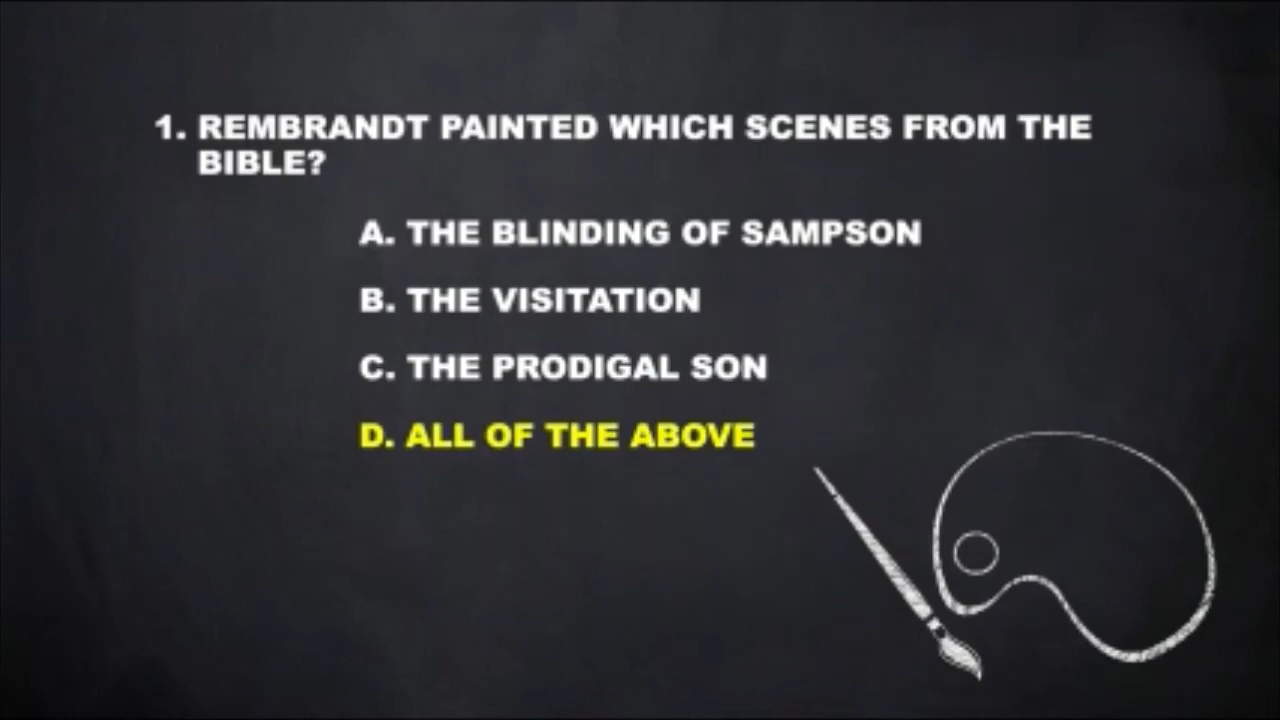 1. REMBRANDT PAINTED WHICH SCENES FROM THE
BIBLE?
A. THE BLINDING OF SAMPSON
B. THE VISITATION
C. THE PRODIGAL SON
D. ALL OF THE ABOVE